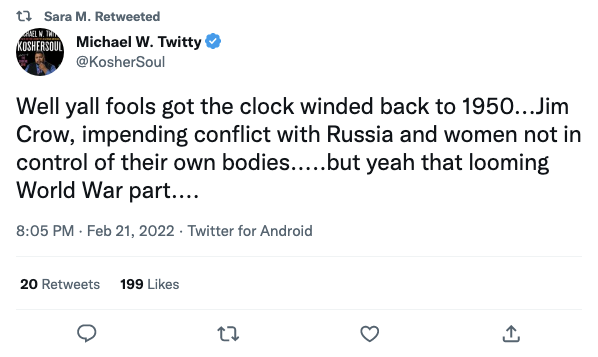 Sara M. Retweeted
Michael W. Twitty
@KosherSoul
Well yall fools got the clock winded back to 1950...Jim
Crow, impending conflict with Russia and women not in
control of their own bodies.....but yeah that looming
World War part....
8:05 PM · Feb 21, 2022 · Twitter for Android
20 Retweets 199 Likes
KOSHERSOUL